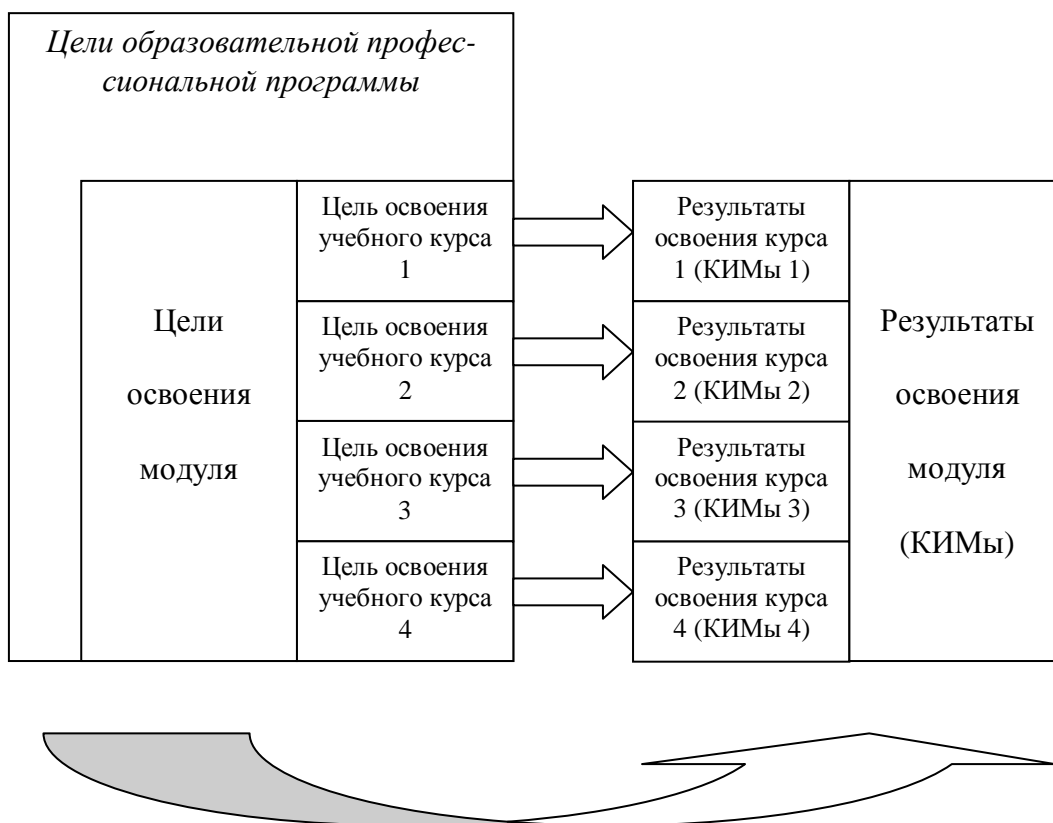 Цели образовательной профес-
сиональной программы
Цели
освоения
модуля
Цель освоения
учебного курса
1
Цель освоения
учебного курса
2
Цель освоения
учебного курса
3
Цель освоения
учебного курса
4
Результаты
освоения курса
1 (КИМы 1)
Результаты
освоения курса
2 (КИМы 2)
Результаты
освоения курса
3 (КИМы 3)
Результаты
освоения курса
4 (КИМы 4)
Результаты
освоения
модуля
(КИМы)